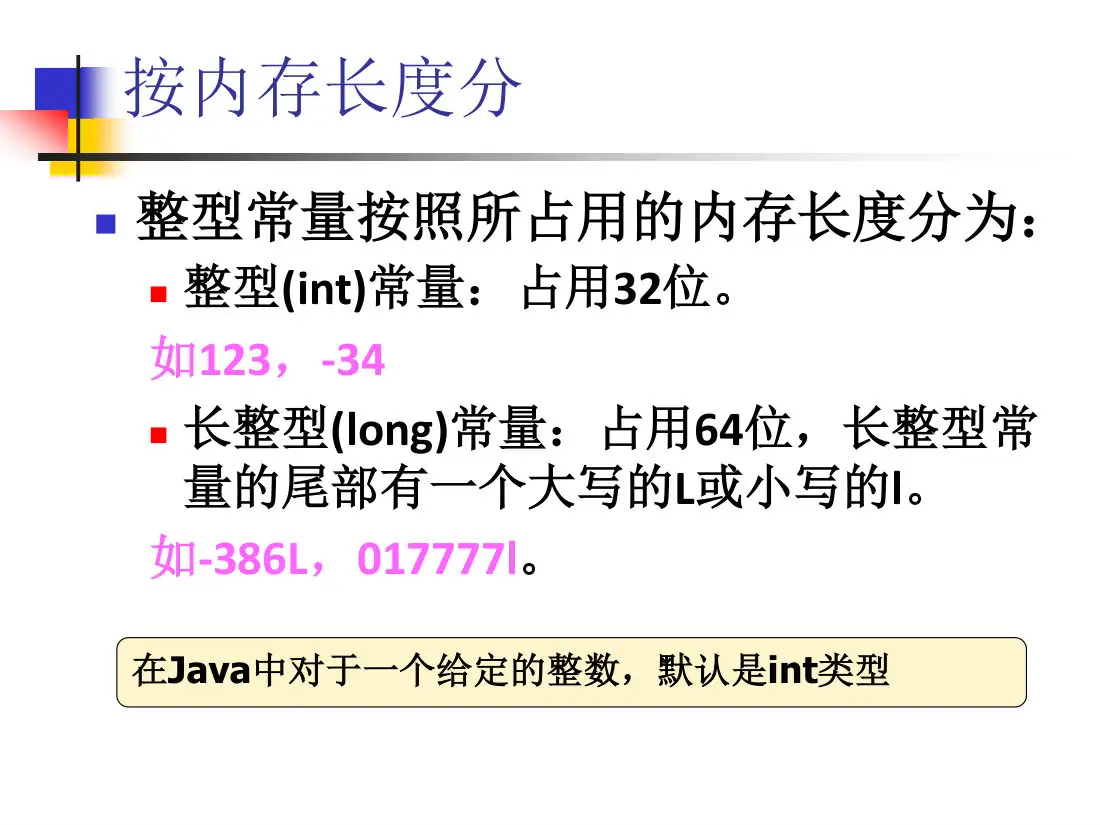 按内存长度分
整型常量按照所占用的内存长度分为：
整型(int)常量： 占用32位。
如123，-34
长整型(long)常量： 占用64位，长整型常
量的尾部有一个大写的L或小写的l。
如-386L，017777l。
在Java中对于一个给定的整数，默认是int类型